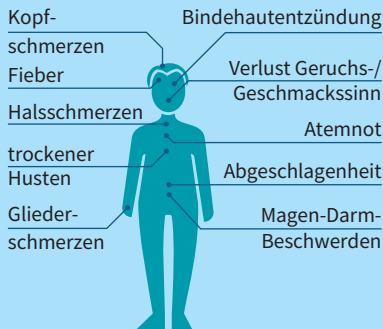 Kopf-
schmerzen
Fieber
Halsschmerzen
trockener
Husten
Glieder-
schmerzen
Bindehautentzündung
Verlust Geruchs-/
Geschmackssinn
Atemnot
Abgeschlagenheit
Magen-Darm-
Beschwerden